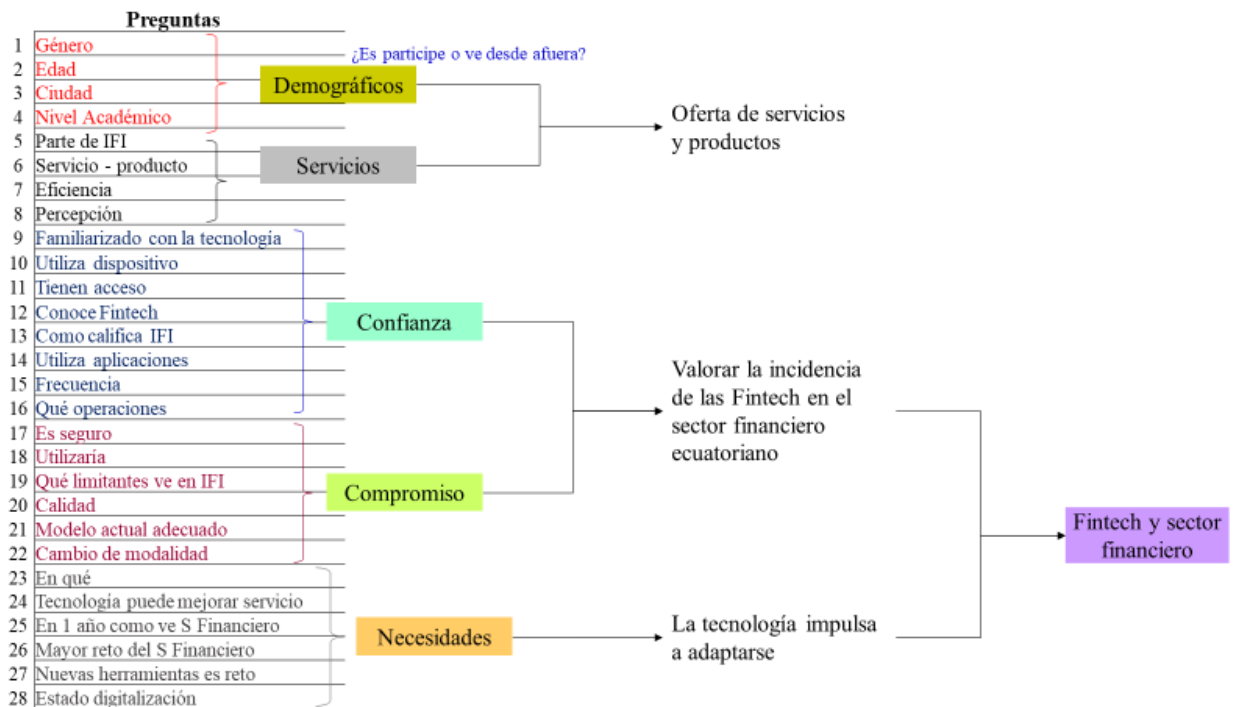 Preguntas
1 Género
2 Edad
3 Ciudad
4 Nivel Académico
5 Parte de IFI
6 Servicio - producto
7 Eficiencia
8 Percepción
9 Familiarizado con la tecnología
10 Utiliza dispositivo
11 Tienen acceso
12 Conoce Fintech
13 Como califica IFI
14 Utiliza aplicaciones
15 Frecuencia
16 Qué operaciones
17 Es seguro
18 Utilizaría
19 Qué limitantes ve en IFI
20 Calidad
21 Modelo actual adecuado
22 Cambio de modalidad
23 En qué
24 Tecnología puede mejorar servicio
25 En 1 año como ve S Financiero
26 Mayor reto del S Financiero
27 Nuevas herramientas es reto
28 Estado digitalización
¿Es participe o ve desde afuera?
Demográficos
Servicios
Confianza
Compromiso
Necesidades
Oferta de servicios
y productos
Valorar la incidencia
de las Fintech en el
sector financiero
ecuatoriano
La tecnología impulsa
a adaptarse
Fintech y sector
financiero